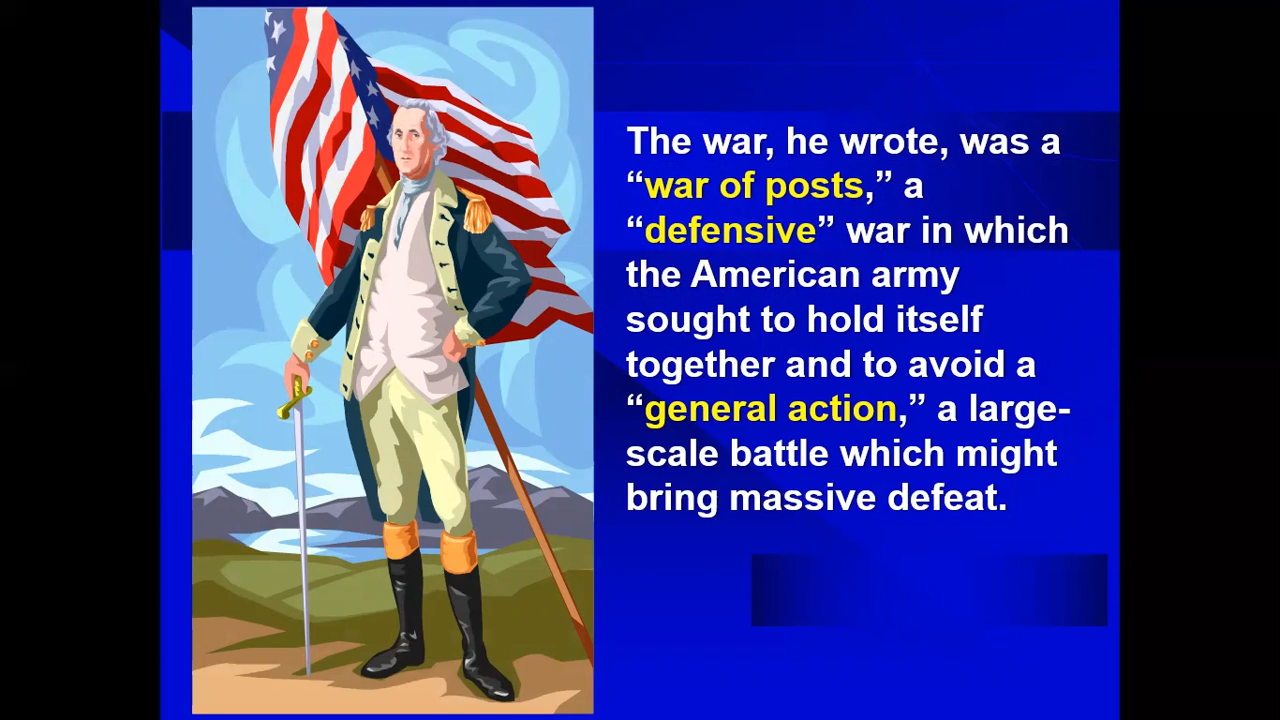 The war, he wrote, was a
“war of posts,” a
“defensive” war in which
the American army
sought to hold itself
together and to avoid a
“general action,” a large-
scale battle which might
bring massive defeat.